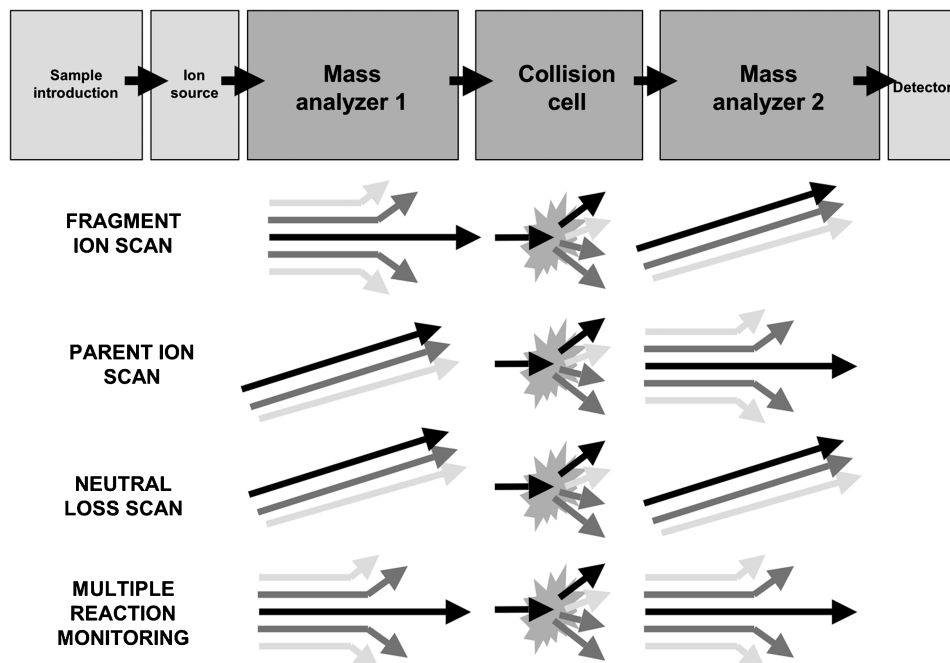 Sample
introduction
Ion
source
Mass
analyzer 1
Collision
cell
Mass
analyzer 2
Detector
FRAGMENT
ION SCAN
PARENT ION
SCAN
NEUTRAL
LOSS SCAN
MULTIPLE
REACTION
MONITORING